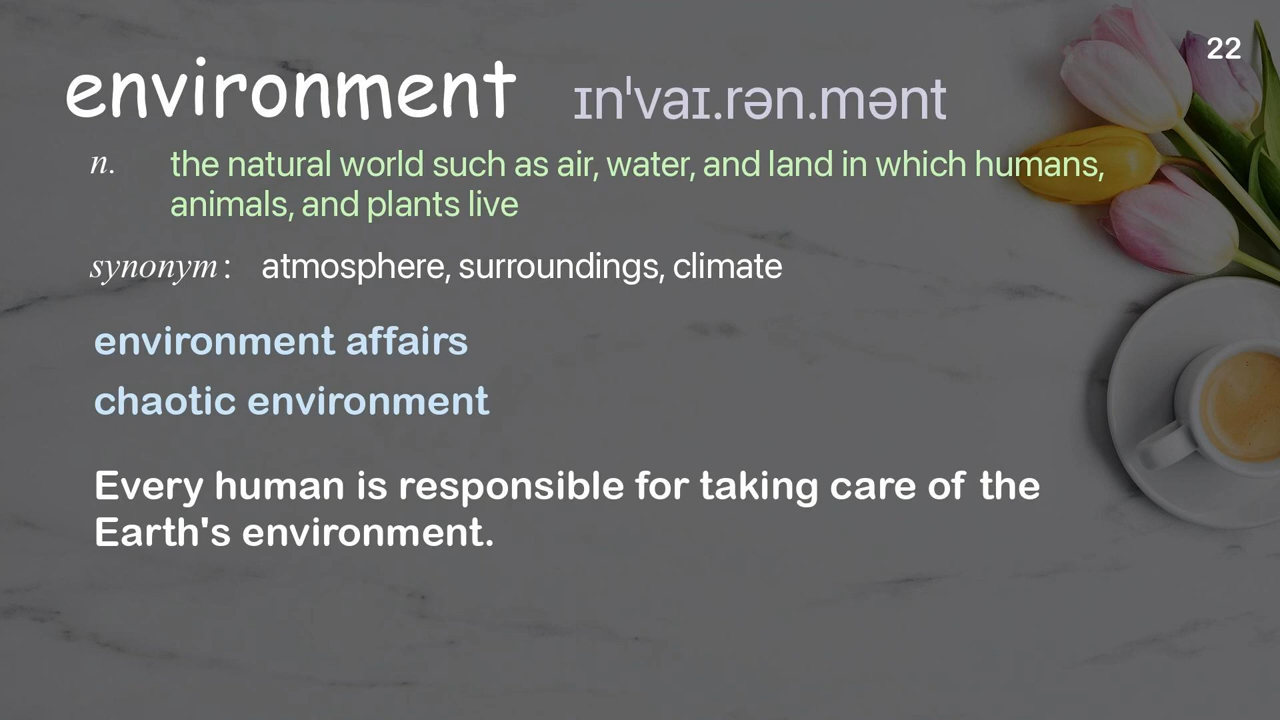 22
environment ɪnˈvaɪ.rən.mənt
n. the natural world such as air, water, and land in which humans,
animals, and plants live
synonym: atmosphere, surroundings, climate
environment affairs
chaotic environment
Every human is responsible for taking care of the
Earth's environment.